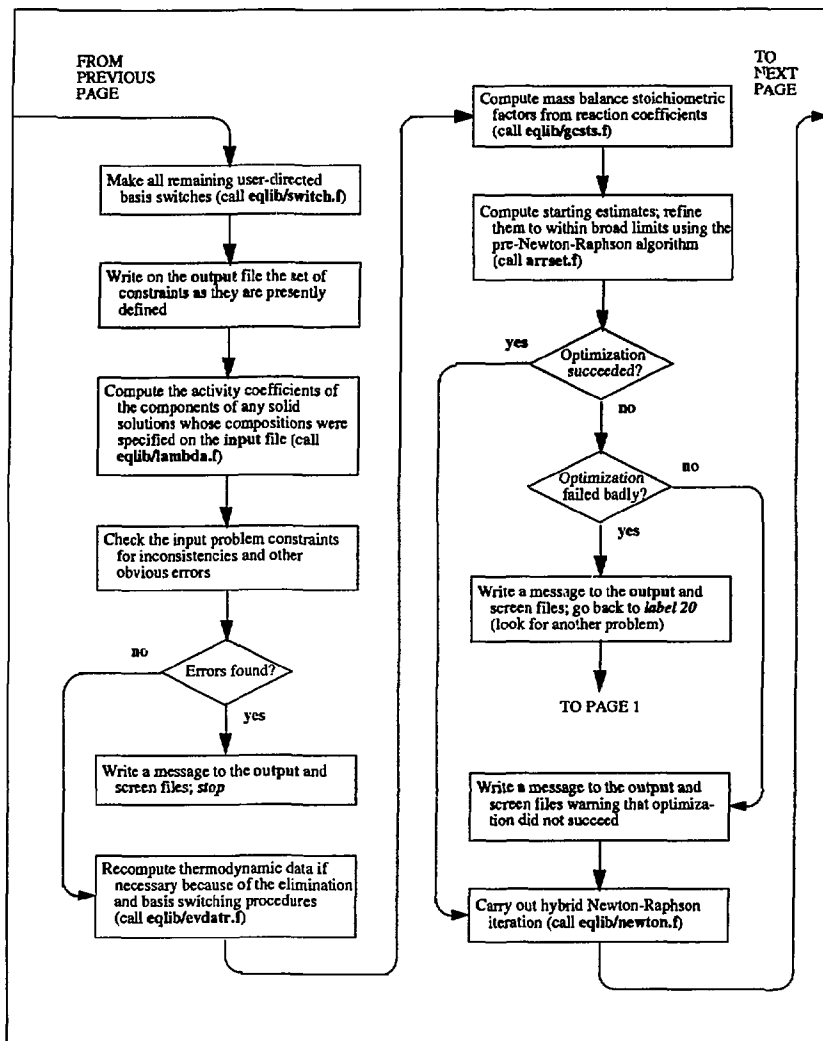 FROM
PREVIOUS
PAGE
Make all remaining user-directed
basis switches (call eqlib/switch.f)
Write on the output file the set of
constraints as they are presently
defined
Compute the activity coefficients of
the components of any solid
solutions whose compositions were
specified on the input file (call
eqlib/lambda.f)
Check the input problem constraints
for inconsistencies and other
obvious errors
no
Errors found?
yes
Write a message to the output and
screen files; stop
Recompute thermodynamic data if
necessary because of the elimination
and basis switching procedures
(call eqlib/evdatr.f)
TO
NEXT
PAGE
Compute mass balance stoichiometric
factors from reaction coefficients
(call eqlib/gcsts.f)
Compute starting estimates; refine
them to within broad limits using the
pre-Newton-Raphson algorithm
(call arrset.f)
yes
Optimization
succeeded?
no
Optimization
failed badly?
no
yes
Write a message to the output and
screen files; go back to label 20
(look for another problem)
TO PAGE 1
Write a message to the output and
screen files warning that optimiza-
tion did not succeed
Carry out hybrid Newton-Raphson
iteration (call eqlib/newton.f)